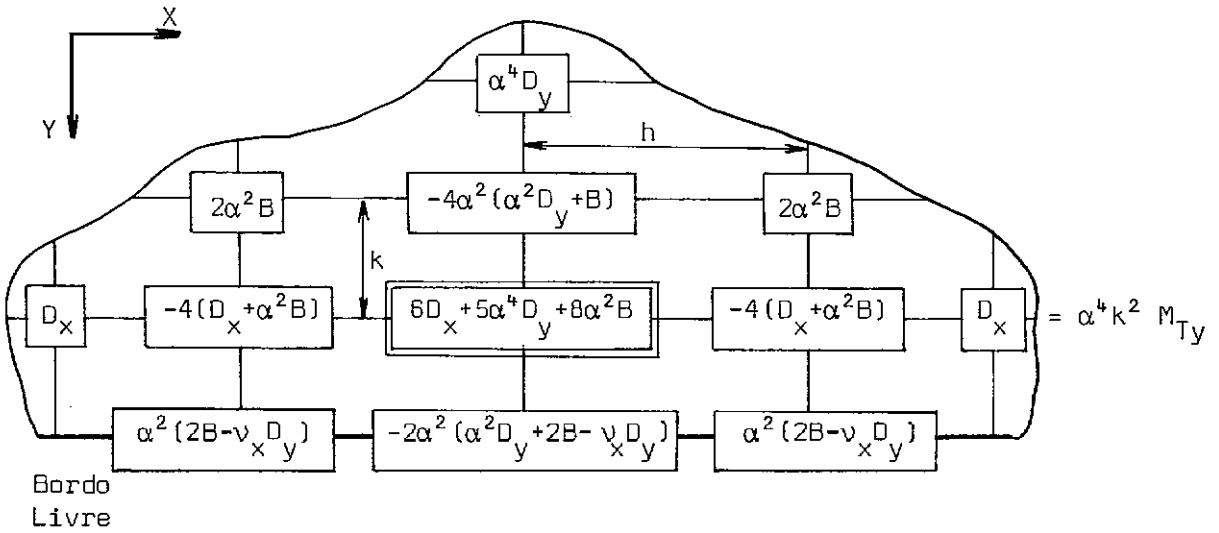 X
Y
α⁴D_y
h
2α²B
-4α²(α²D_y+B)
2α²B
k
D_x
-4(D_x+α²B)
6D_x+5α⁴D_y+8α²B
-4(D_x+α²B)
D_x
= α⁴k² M_Ty
α²(2B-ν_xD_y)
-2α²(α²D_y+2B-ν_xD_y)
α²(2B-ν_xD_y)
Bordo
Livre